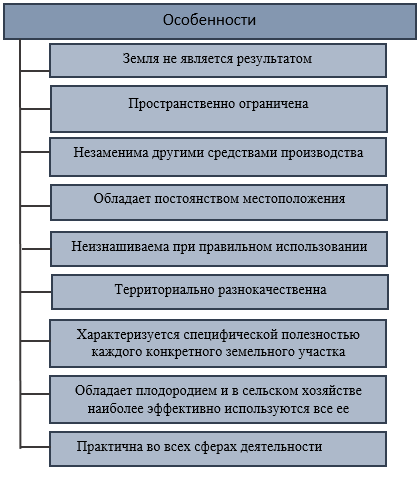 Особенности
Земля не является результатом
Пространственно ограничена
Незаменима другими средствами производства
Обладает постоянством местоположения
Неизнашиваема при правильном использовании
Территориально разнокачественна
Характеризуется специфической полезностью
каждого конкретного земельного участка
Обладает плодородием и в сельском хозяйстве
наиболее эффективно используются все ее
Практична во всех сферах деятельности